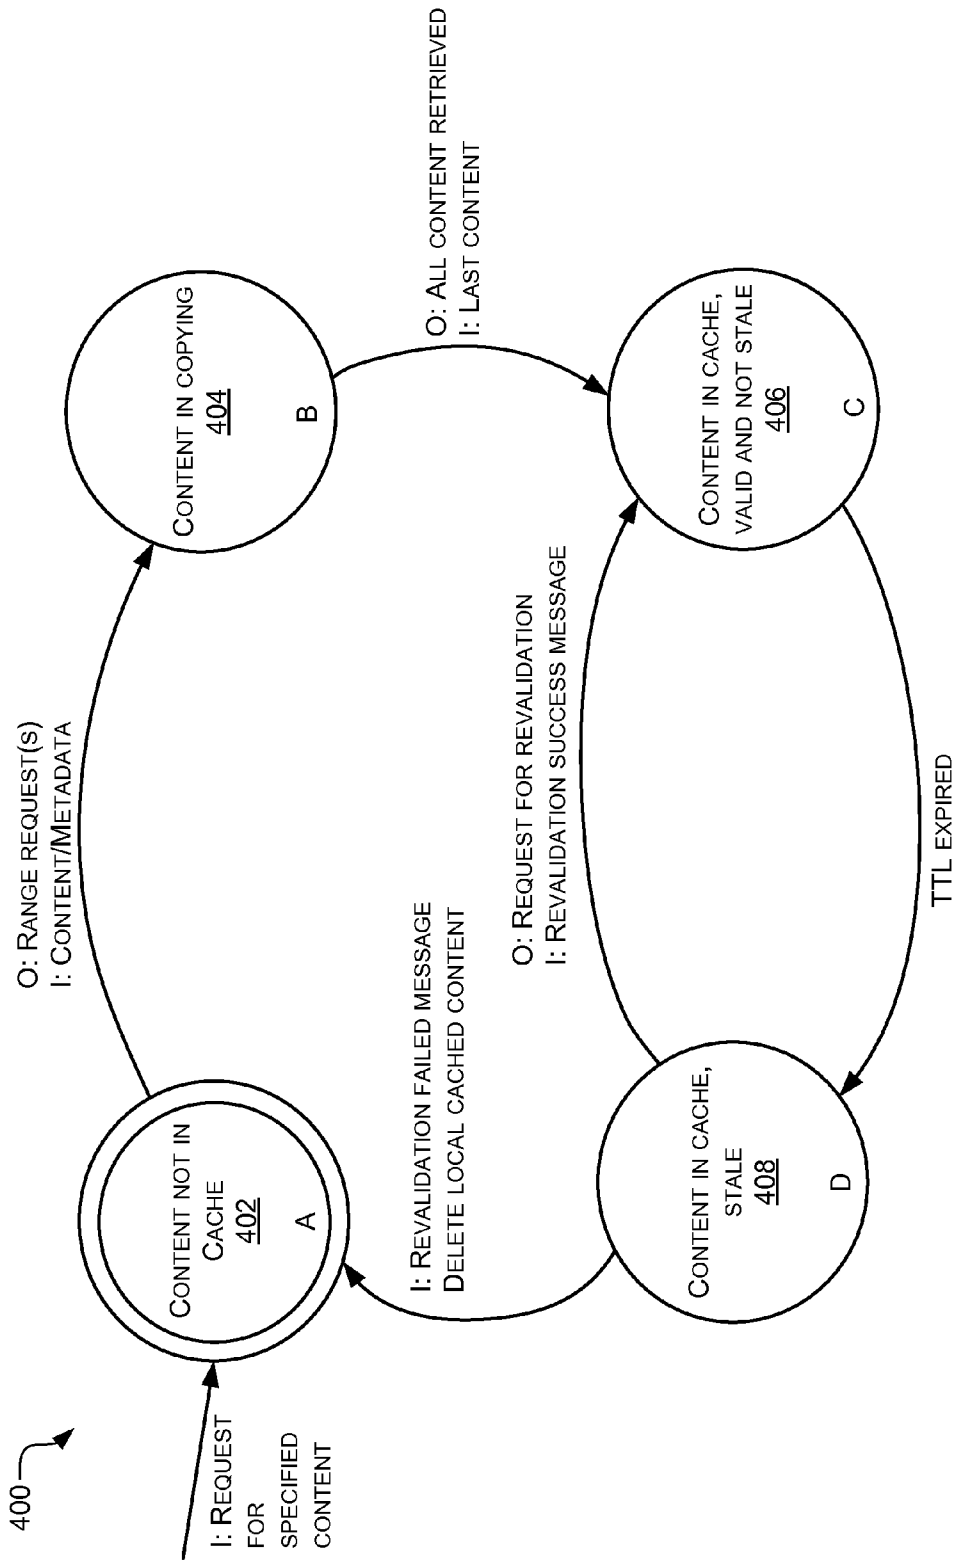 400
I: REQUEST
FOR
SPECIFIED
CONTENT
CONTENT NOT IN
CACHE
402
A
O: RANGE REQUEST(S)
I: CONTENT/METADATA
CONTENT IN COPYING
404
B
O: ALL CONTENT RETRIEVED
I: LAST CONTENT
I: REVALIDATION FAILED MESSAGE
DELETE LOCAL CACHED CONTENT
O: REQUEST FOR REVALIDATION
I: REVALIDATION SUCCESS MESSAGE
CONTENT IN CACHE,
STALE
408
D
CONTENT IN CACHE,
VALID AND NOT STALE
406
C
TTL EXPIRED